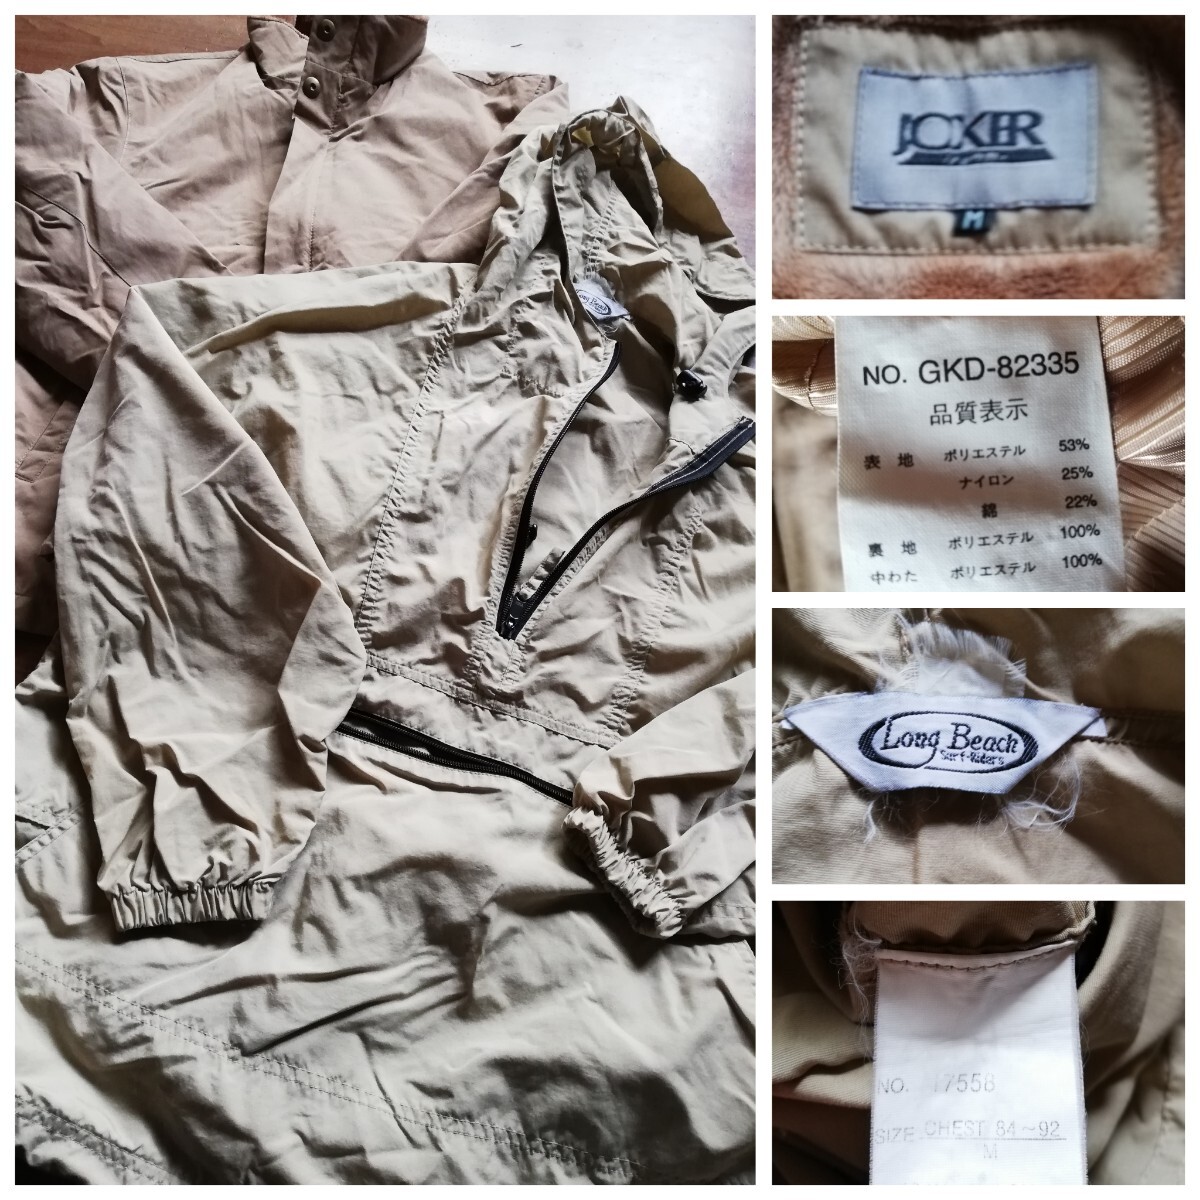 Long Beach
JOKER
M
NO. GKD-82335
品質表示
表 地 ポリエステル 53%
ナイロン 25%
綿 22%
裏 地 ポリエステル 100%
中わた ポリエステル 100%
Long Beach
Surf-Riders
NO. 17558
SIZE CHEST 84~92
M